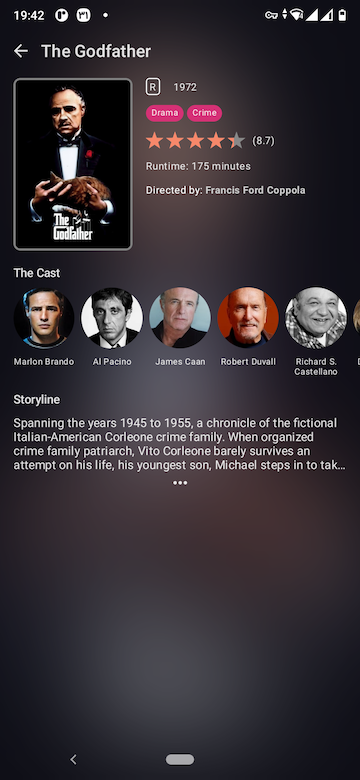 19:42
The Godfather
R 1972
Drama Crime
(8.7)
Runtime: 175 minutes
Directed by: Francis Ford Coppola
The
Godfather
The Cast
Marlon Brando Al Pacino James Caan Robert Duvall Richard S.
Castellano
Storyline
Spanning the years 1945 to 1955, a chronicle of the fictional
Italian-American Corleone crime family. When organized
crime family patriarch, Vito Corleone barely survives an
attempt on his life, his youngest son, Michael steps in to tak…